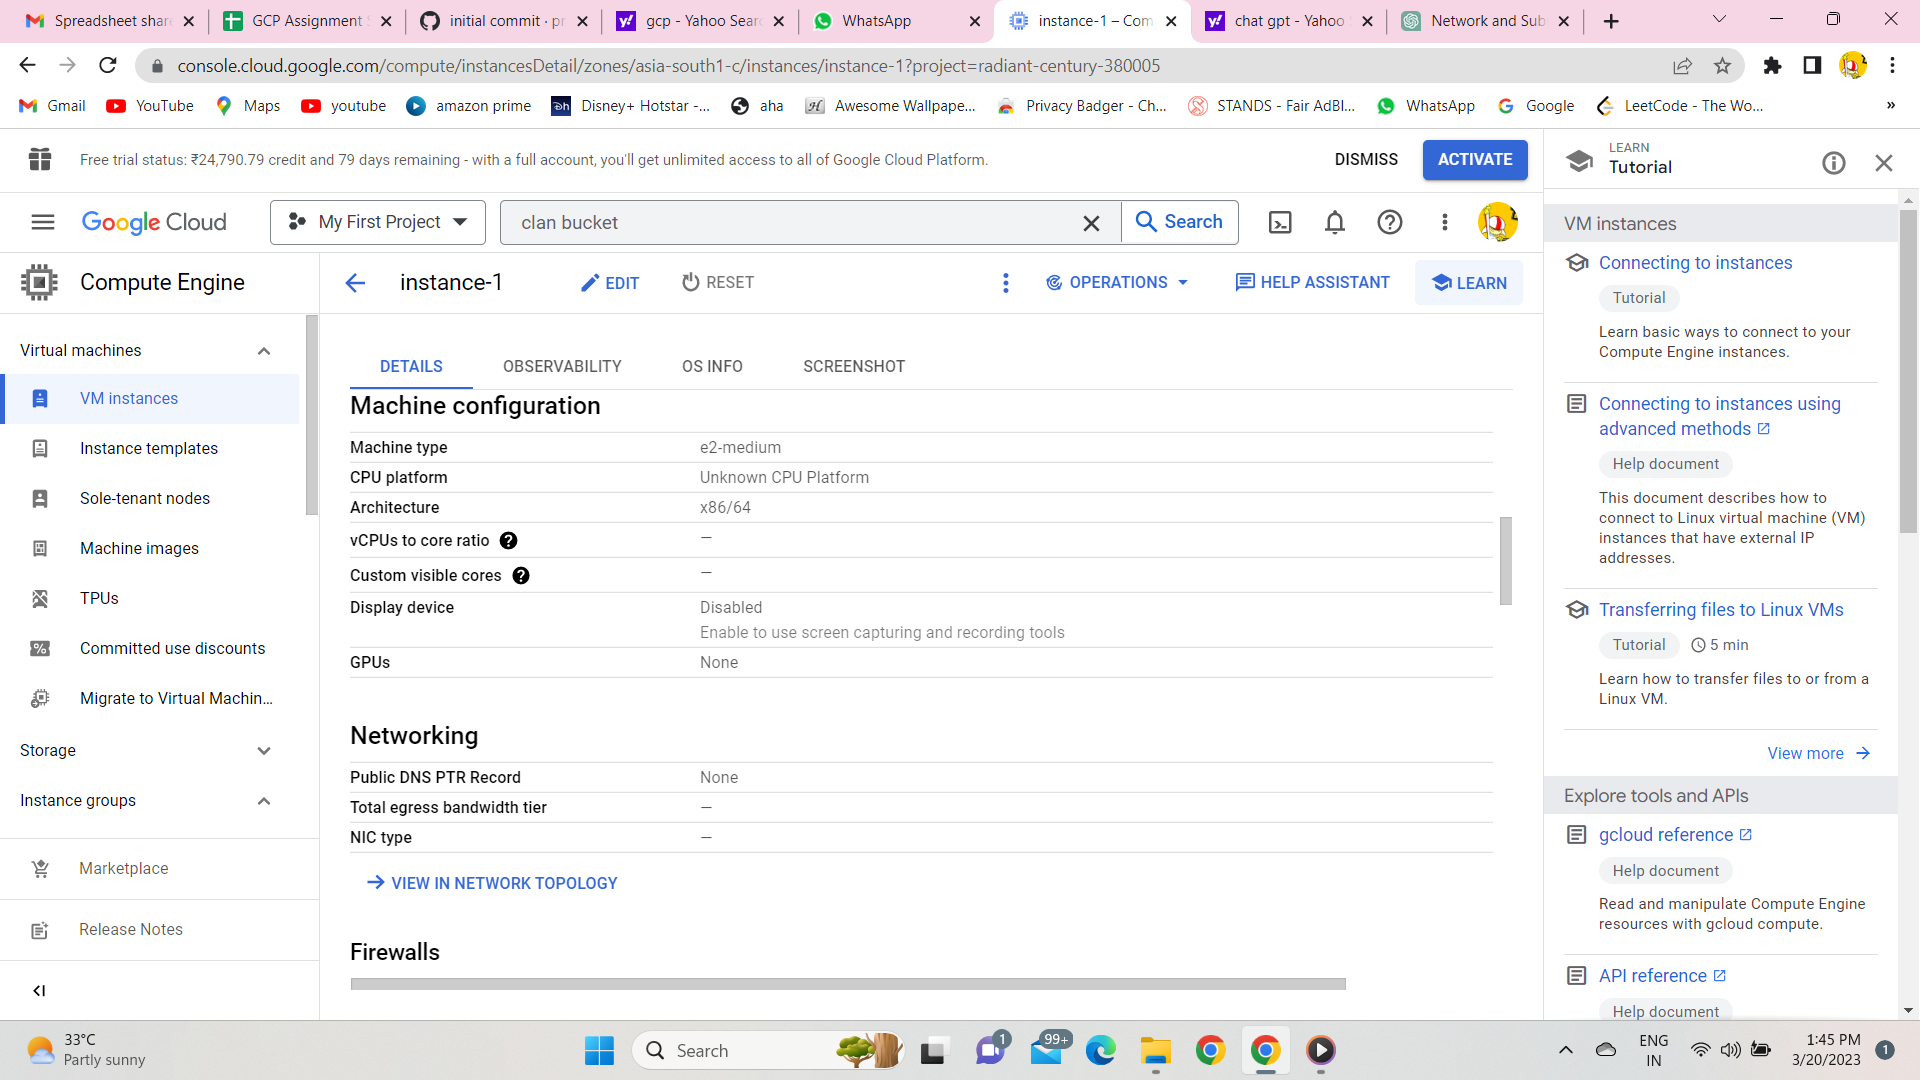 Spreadsheet shar
GCP Assignment S
initial commit · pr
gcp - Yahoo Sear
WhatsApp
instance-1 – Com
chat gpt - Yahoo
Network and Sub
console.cloud.google.com/compute/instancesDetail/zones/asia-south1-c/instances/instance-1?project=radiant-century-380005
Gmail
YouTube
Maps
youtube
amazon prime
Disney+ Hotstar -...
aha
Awesome Wallpape...
Privacy Badger - Ch...
STANDS - Fair AdBl...
WhatsApp
Google
LeetCode - The Wo...
»
Free trial status: ₹24,790.79 credit and 79 days remaining - with a full account, you'll get unlimited access to all of Google Cloud Platform.
DISMISS
ACTIVATE
Google Cloud
My First Project
clan bucket
Search
Compute Engine
instance-1
EDIT
RESET
OPERATIONS
HELP ASSISTANT
LEARN
Virtual machines
VM instances
Instance templates
Sole-tenant nodes
Machine images
TPUs
Committed use discounts
Migrate to Virtual Machin...
Storage
Instance groups
Marketplace
Release Notes
DETAILS
OBSERVABILITY
OS INFO
SCREENSHOT
Machine configuration
Machine type e2-medium
CPU platform Unknown CPU Platform
Architecture x86/64
vCPUs to core ratio —
Custom visible cores —
Display device Disabled
Enable to use screen capturing and recording tools
GPUs None
Networking
Public DNS PTR Record None
Total egress bandwidth tier —
NIC type —
VIEW IN NETWORK TOPOLOGY
Firewalls
LEARN
Tutorial
VM instances
Connecting to instances
Tutorial
Learn basic ways to connect to your
Compute Engine instances.
Connecting to instances using
advanced methods
Help document
This document describes how to
connect to Linux virtual machine (VM)
instances that have external IP
addresses.
Transferring files to Linux VMs
Tutorial 5 min
Learn how to transfer files to or from a
Linux VM.
View more
Explore tools and APIs
gcloud reference
Help document
Read and manipulate Compute Engine
resources with gcloud compute.
API reference
Help document
33°C
Partly sunny
Search
1
99+
ENG
IN
1:45 PM
3/20/2023
1